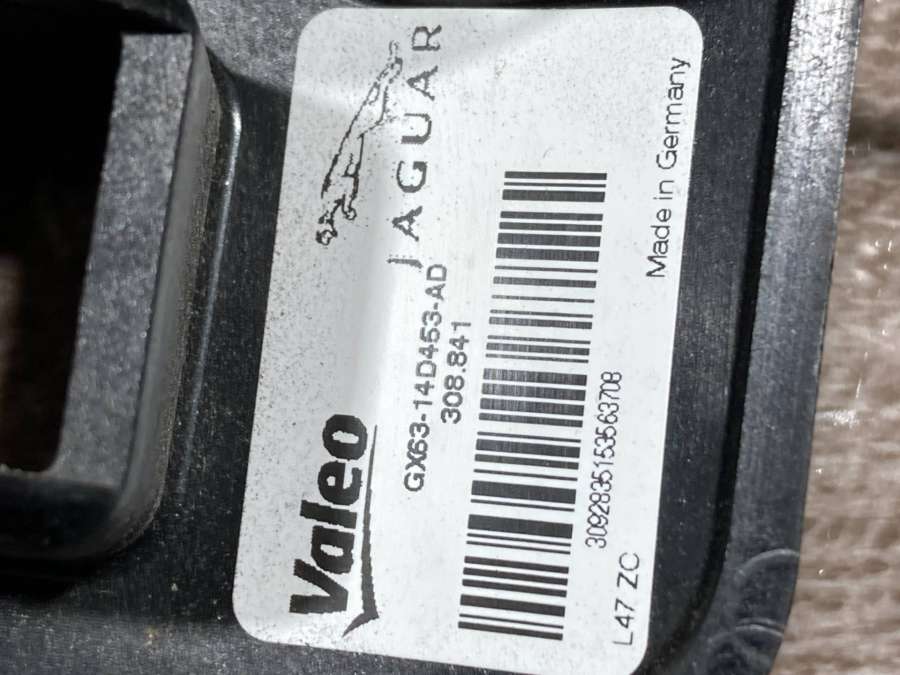 Valeo
JAGUAR
GX63-14D453-AD
308.841
3092835153563708
L47 ZC
Made in Germany